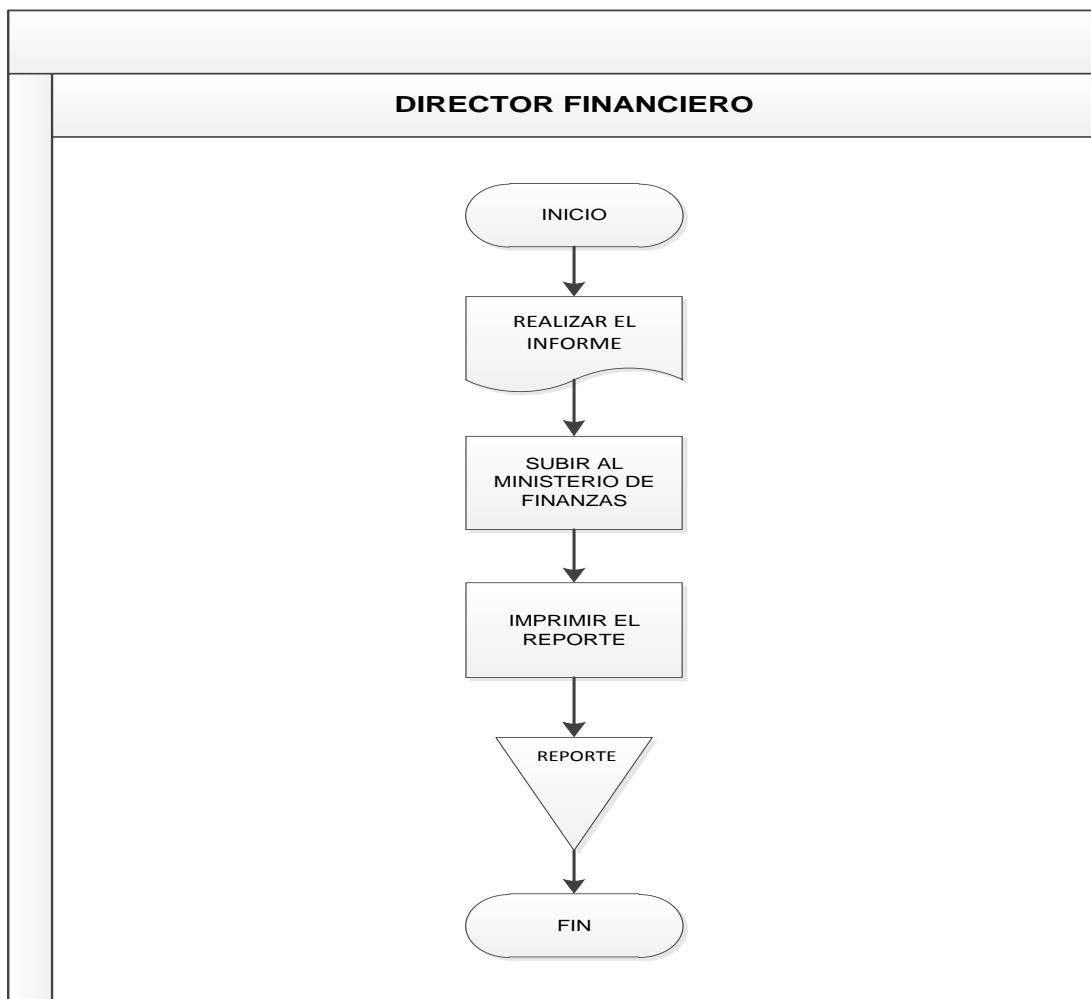 DIRECTOR FINANCIERO
INICIO
REALIZAR EL
INFORME
SUBIR AL
MINISTERIO DE
FINANZAS
IMPRIMIR EL
REPORTE
REPORTE
FIN